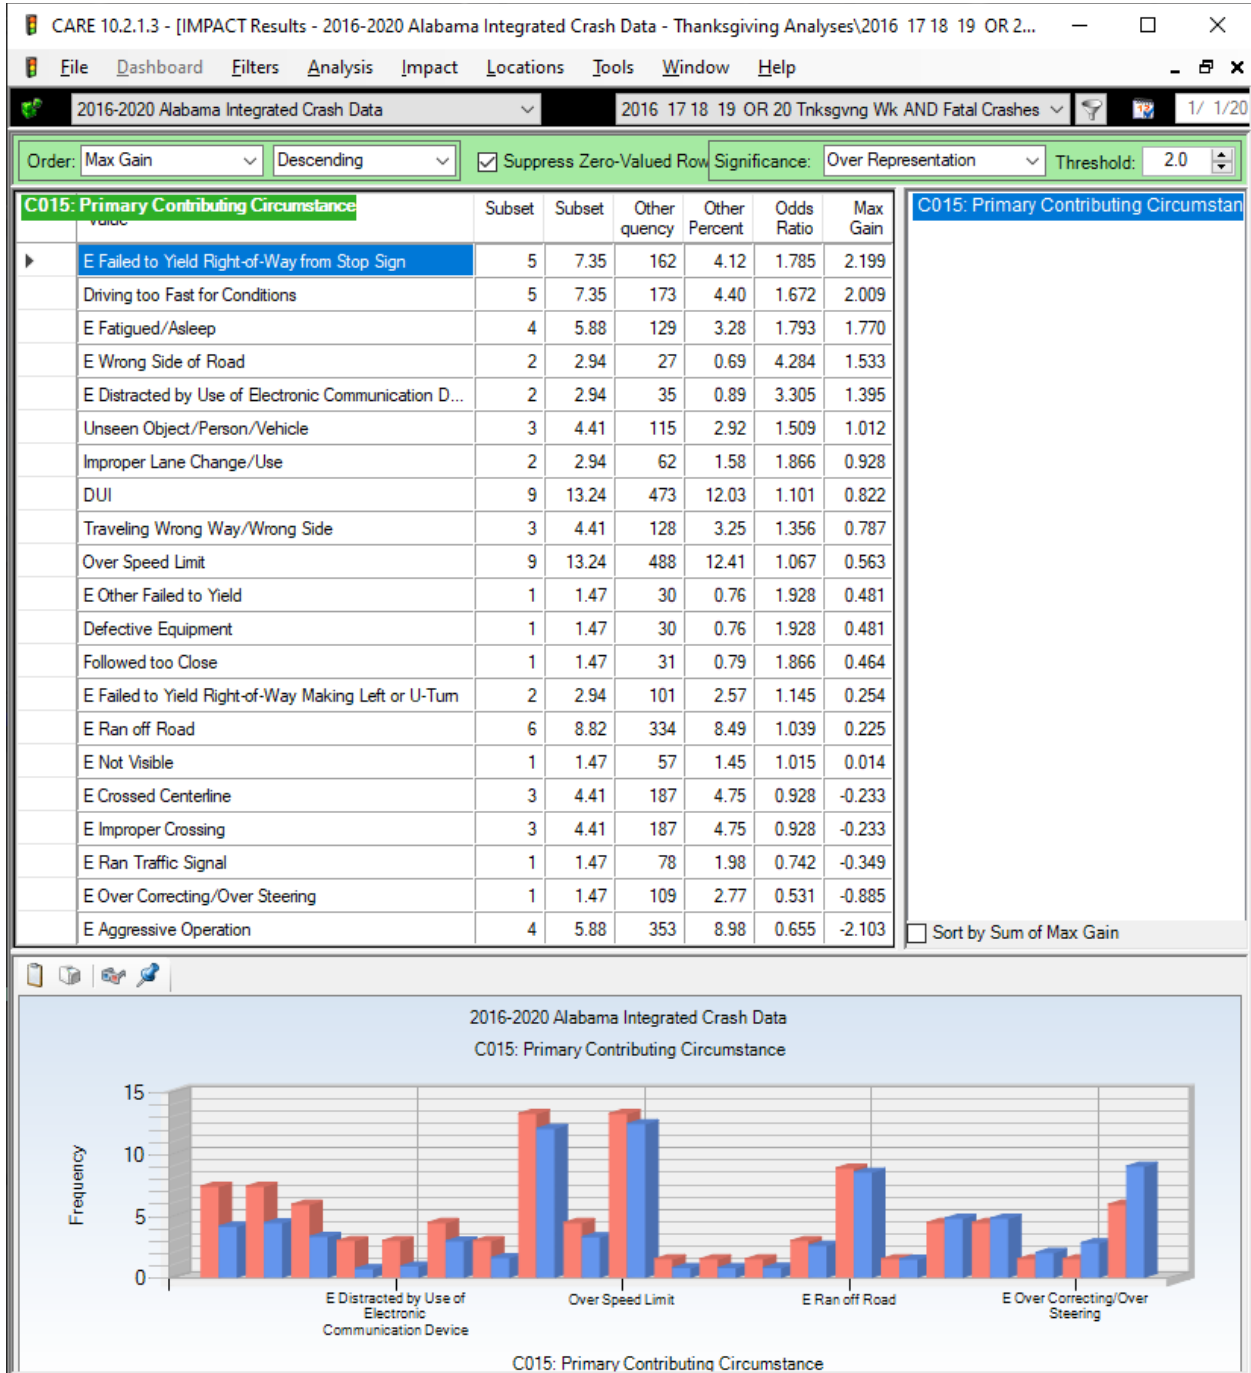 CARE 10.2.1.3 - [IMPACT Results - 2016-2020 Alabama Integrated Crash Data - Thanksgiving Analyses\2016 17 18 19 OR 2...
File Dashboard Filters Analysis Impact Locations Tools Window Help
2016-2020 Alabama Integrated Crash Data 2016 17 18 19 OR 20 Tnksgvng Wk AND Fatal Crashes 1/ 1/20
Order: Max Gain Descending Suppress Zero-Valued Row Significance: Over Representation Threshold: 2.0
C015: Primary Contributing Circumstance Subset Subset Other quency Other Percent Odds Ratio Max Gain
C015: Primary Contributing Circumstan
E Failed to Yield Right-of-Way from Stop Sign 5 7.35 162 4.12 1.785 2.199
Driving too Fast for Conditions 5 7.35 173 4.40 1.672 2.009
E Fatigued/Asleep 4 5.88 129 3.28 1.793 1.770
E Wrong Side of Road 2 2.94 27 0.69 4.284 1.533
E Distracted by Use of Electronic Communication D... 2 2.94 35 0.89 3.305 1.395
Unseen Object/Person/Vehicle 3 4.41 115 2.92 1.509 1.012
Improper Lane Change/Use 2 2.94 62 1.58 1.866 0.928
DUI 9 13.24 473 12.03 1.101 0.822
Traveling Wrong Way/Wrong Side 3 4.41 128 3.25 1.356 0.787
Over Speed Limit 9 13.24 488 12.41 1.067 0.563
E Other Failed to Yield 1 1.47 30 0.76 1.928 0.481
Defective Equipment 1 1.47 30 0.76 1.928 0.481
Followed too Close 1 1.47 31 0.79 1.866 0.464
E Failed to Yield Right-of-Way Making Left or U-Turn 2 2.94 101 2.57 1.145 0.254
E Ran off Road 6 8.82 334 8.49 1.039 0.225
E Not Visible 1 1.47 57 1.45 1.015 0.014
E Crossed Centerline 3 4.41 187 4.75 0.928 -0.233
E Improper Crossing 3 4.41 187 4.75 0.928 -0.233
E Ran Traffic Signal 1 1.47 78 1.98 0.742 -0.349
E Over Correcting/Over Steering 1 1.47 109 2.77 0.531 -0.885
E Aggressive Operation 4 5.88 353 8.98 0.655 -2.103
Sort by Sum of Max Gain
2016-2020 Alabama Integrated Crash Data
C015: Primary Contributing Circumstance
15
10
5
0
Frequency
E Distracted by Use of
Electronic
Communication Device
Over Speed Limit
E Ran off Road
E Over Correcting/Over
Steering
C015: Primary Contributing Circumstance